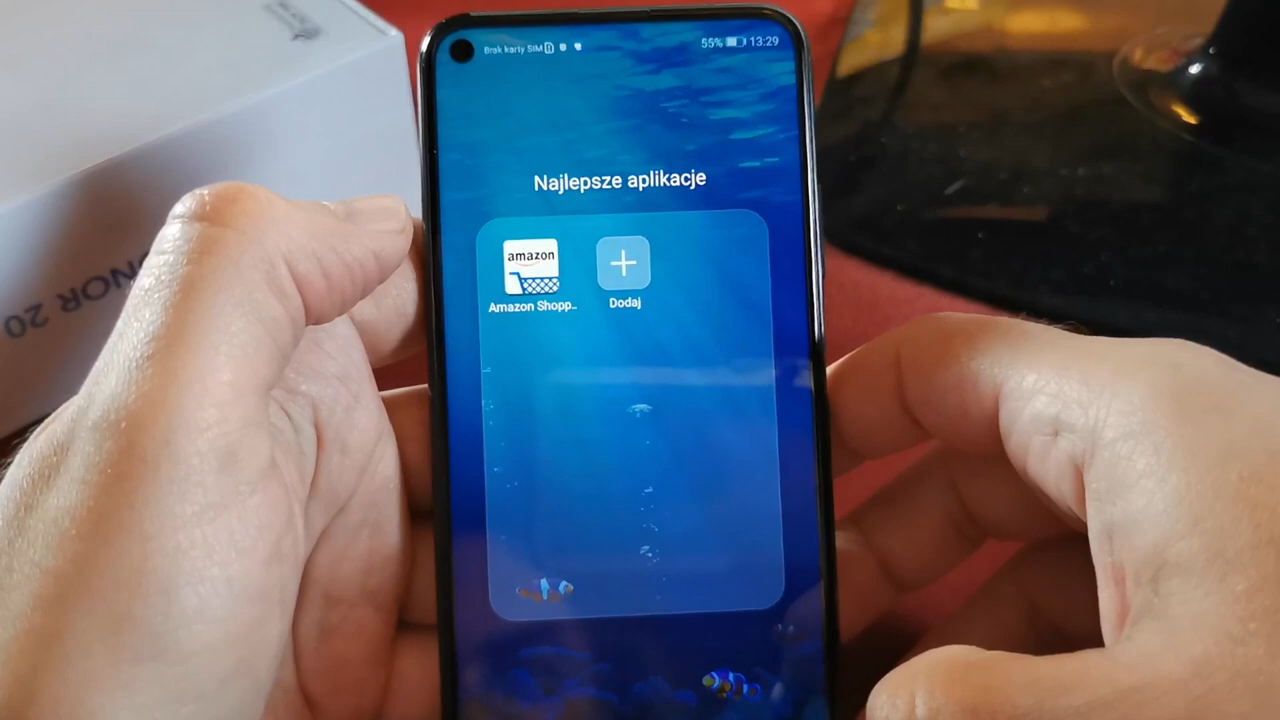 Brak karty SIM
55%
13:29
Najlepsze aplikacje
amazon
Amazon Shopp..
Dodaj
NOR 20